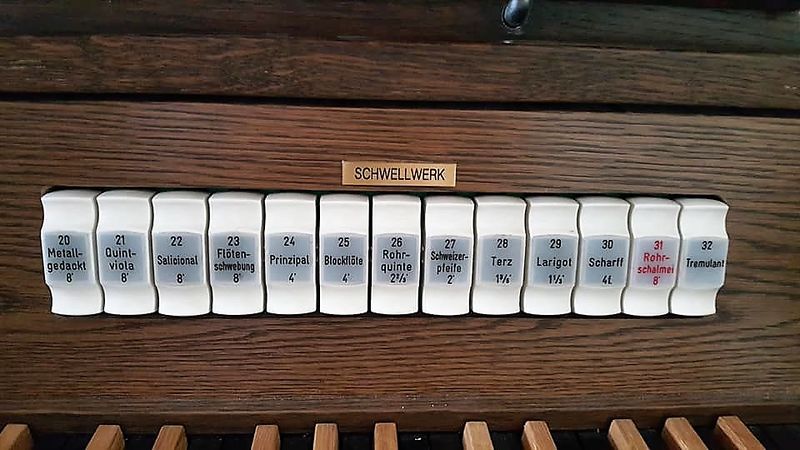 SCHWELLWERK
20
Metall-
gedackt
8'
21
Quint-
viola
8'
22
Salicional
8'
23
Flöten-
schwebung
8'
24
Prinzipal
4'
25
Blockflöte
4'
26
Rohr-
quinte
2⅔'
27
Schweizer-
pfeife
2'
28
Terz
1⅗'
29
Larigot
1⅓'
30
Scharff
4f.
31
Rohr-
schalmei
8'
32
Tremulant